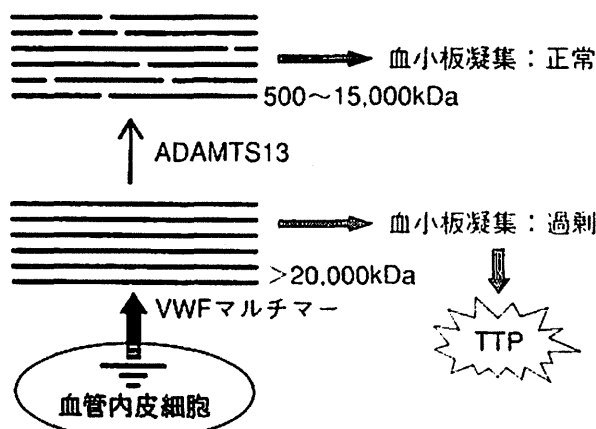 血小板凝集：正常
500～15,000kDa
ADAMTS13
血小板凝集：過剰
>20,000kDa
VWFマルチマー
TTP
血管内皮細胞